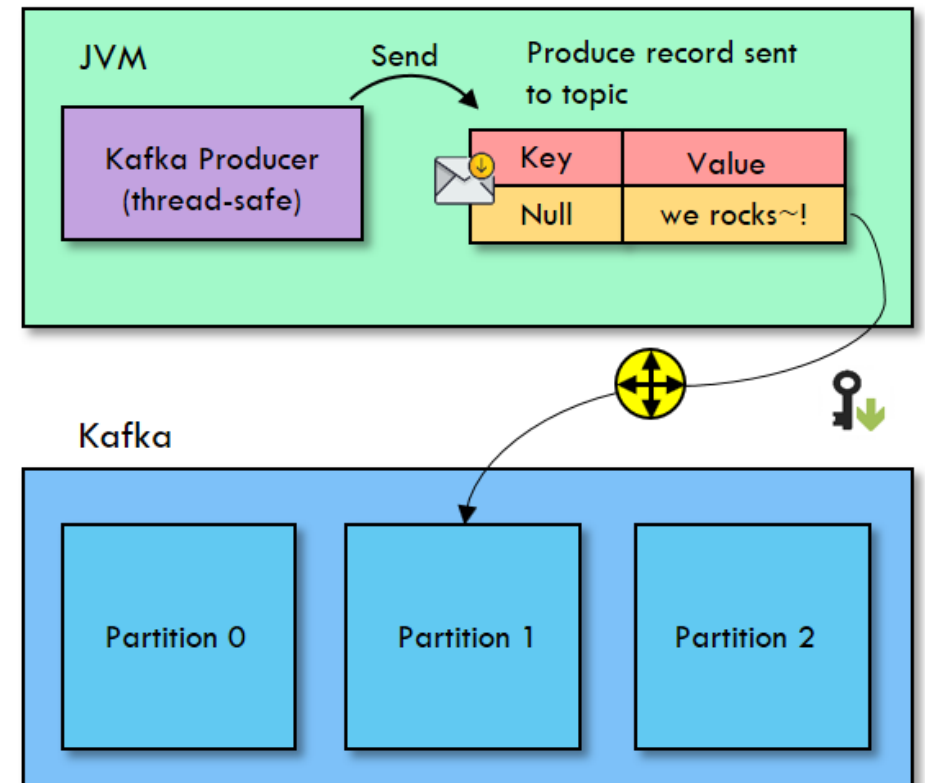 JVM
Send
Produce record sent
to topic
Kafka Producer
(thread-safe)
Key
Value
Null
we rocks~!
Kafka
Partition 0
Partition 1
Partition 2